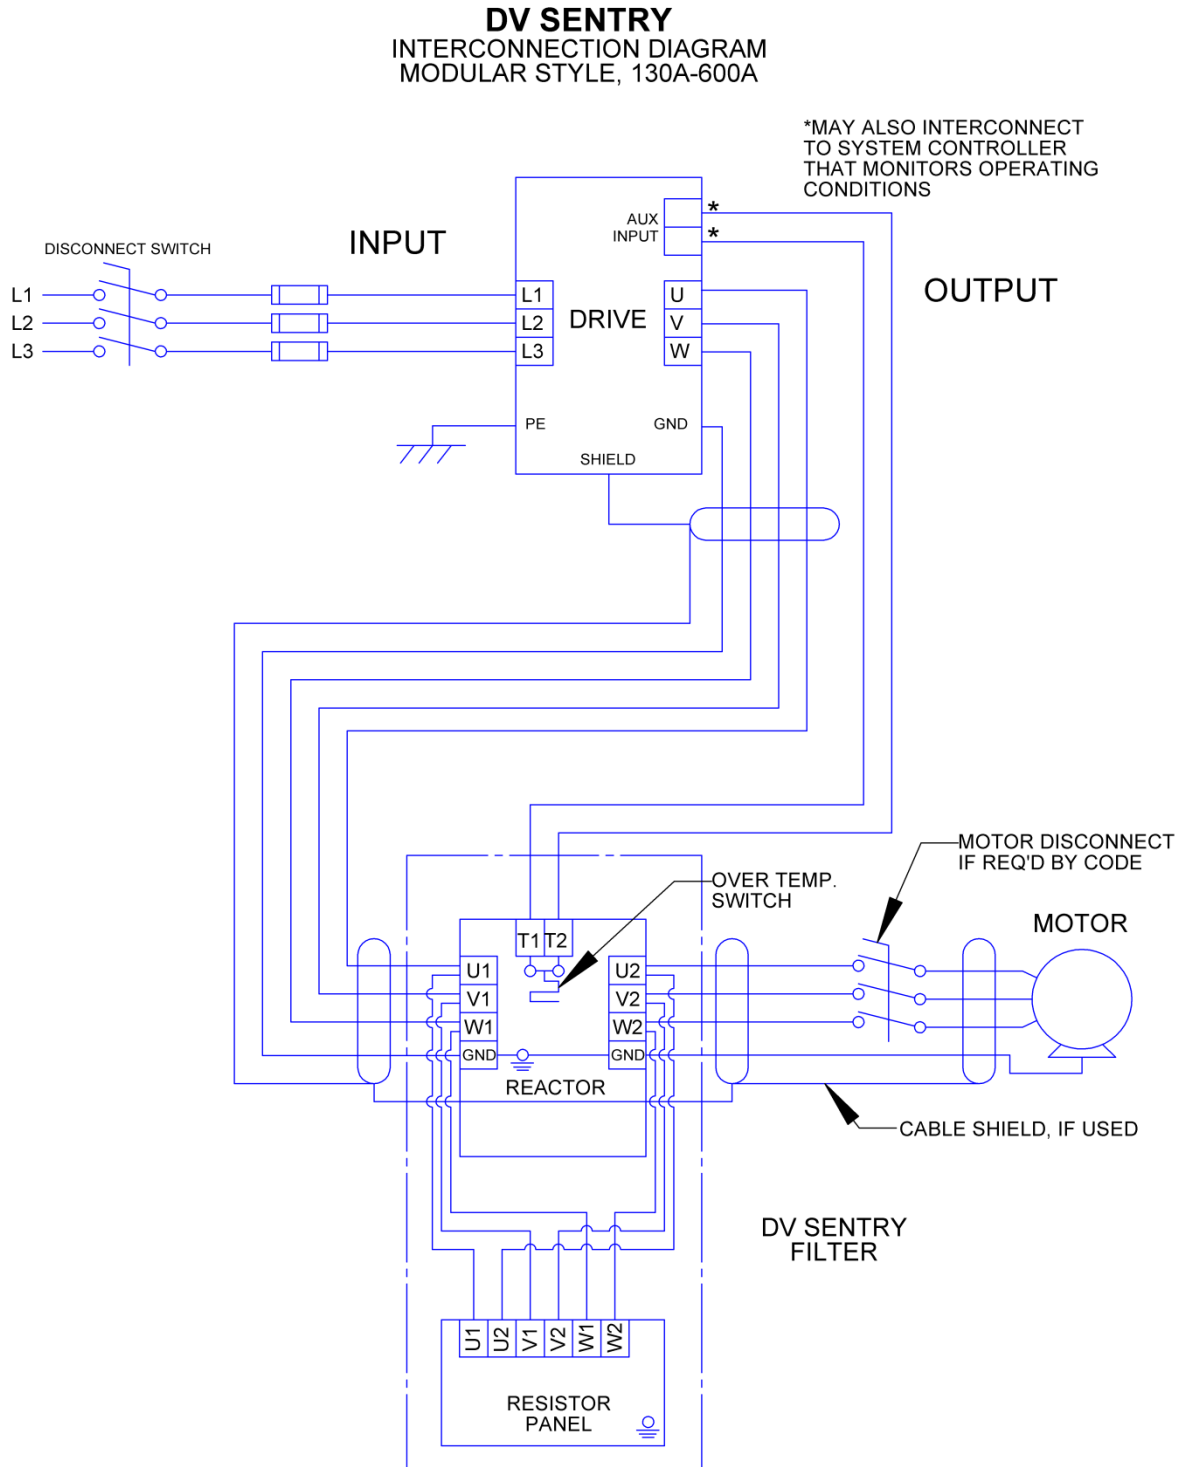 DV SENTRY
INTERCONNECTION DIAGRAM
MODULAR STYLE, 130A-600A
*MAY ALSO INTERCONNECT
TO SYSTEM CONTROLLER
THAT MONITORS OPERATING
CONDITIONS
DISCONNECT SWITCH
INPUT
AUX
INPUT
*
*
OUTPUT
L1
L2
L3
L1
L2
L3
DRIVE
U
V
W
PE
GND
SHIELD
MOTOR DISCONNECT
IF REQ'D BY CODE
OVER TEMP.
SWITCH
MOTOR
T1
T2
U1
V1
W1
GND
U2
V2
W2
GND
REACTOR
CABLE SHIELD, IF USED
DV SENTRY
FILTER
U1
U2
V1
V2
W1
W2
RESISTOR
PANEL